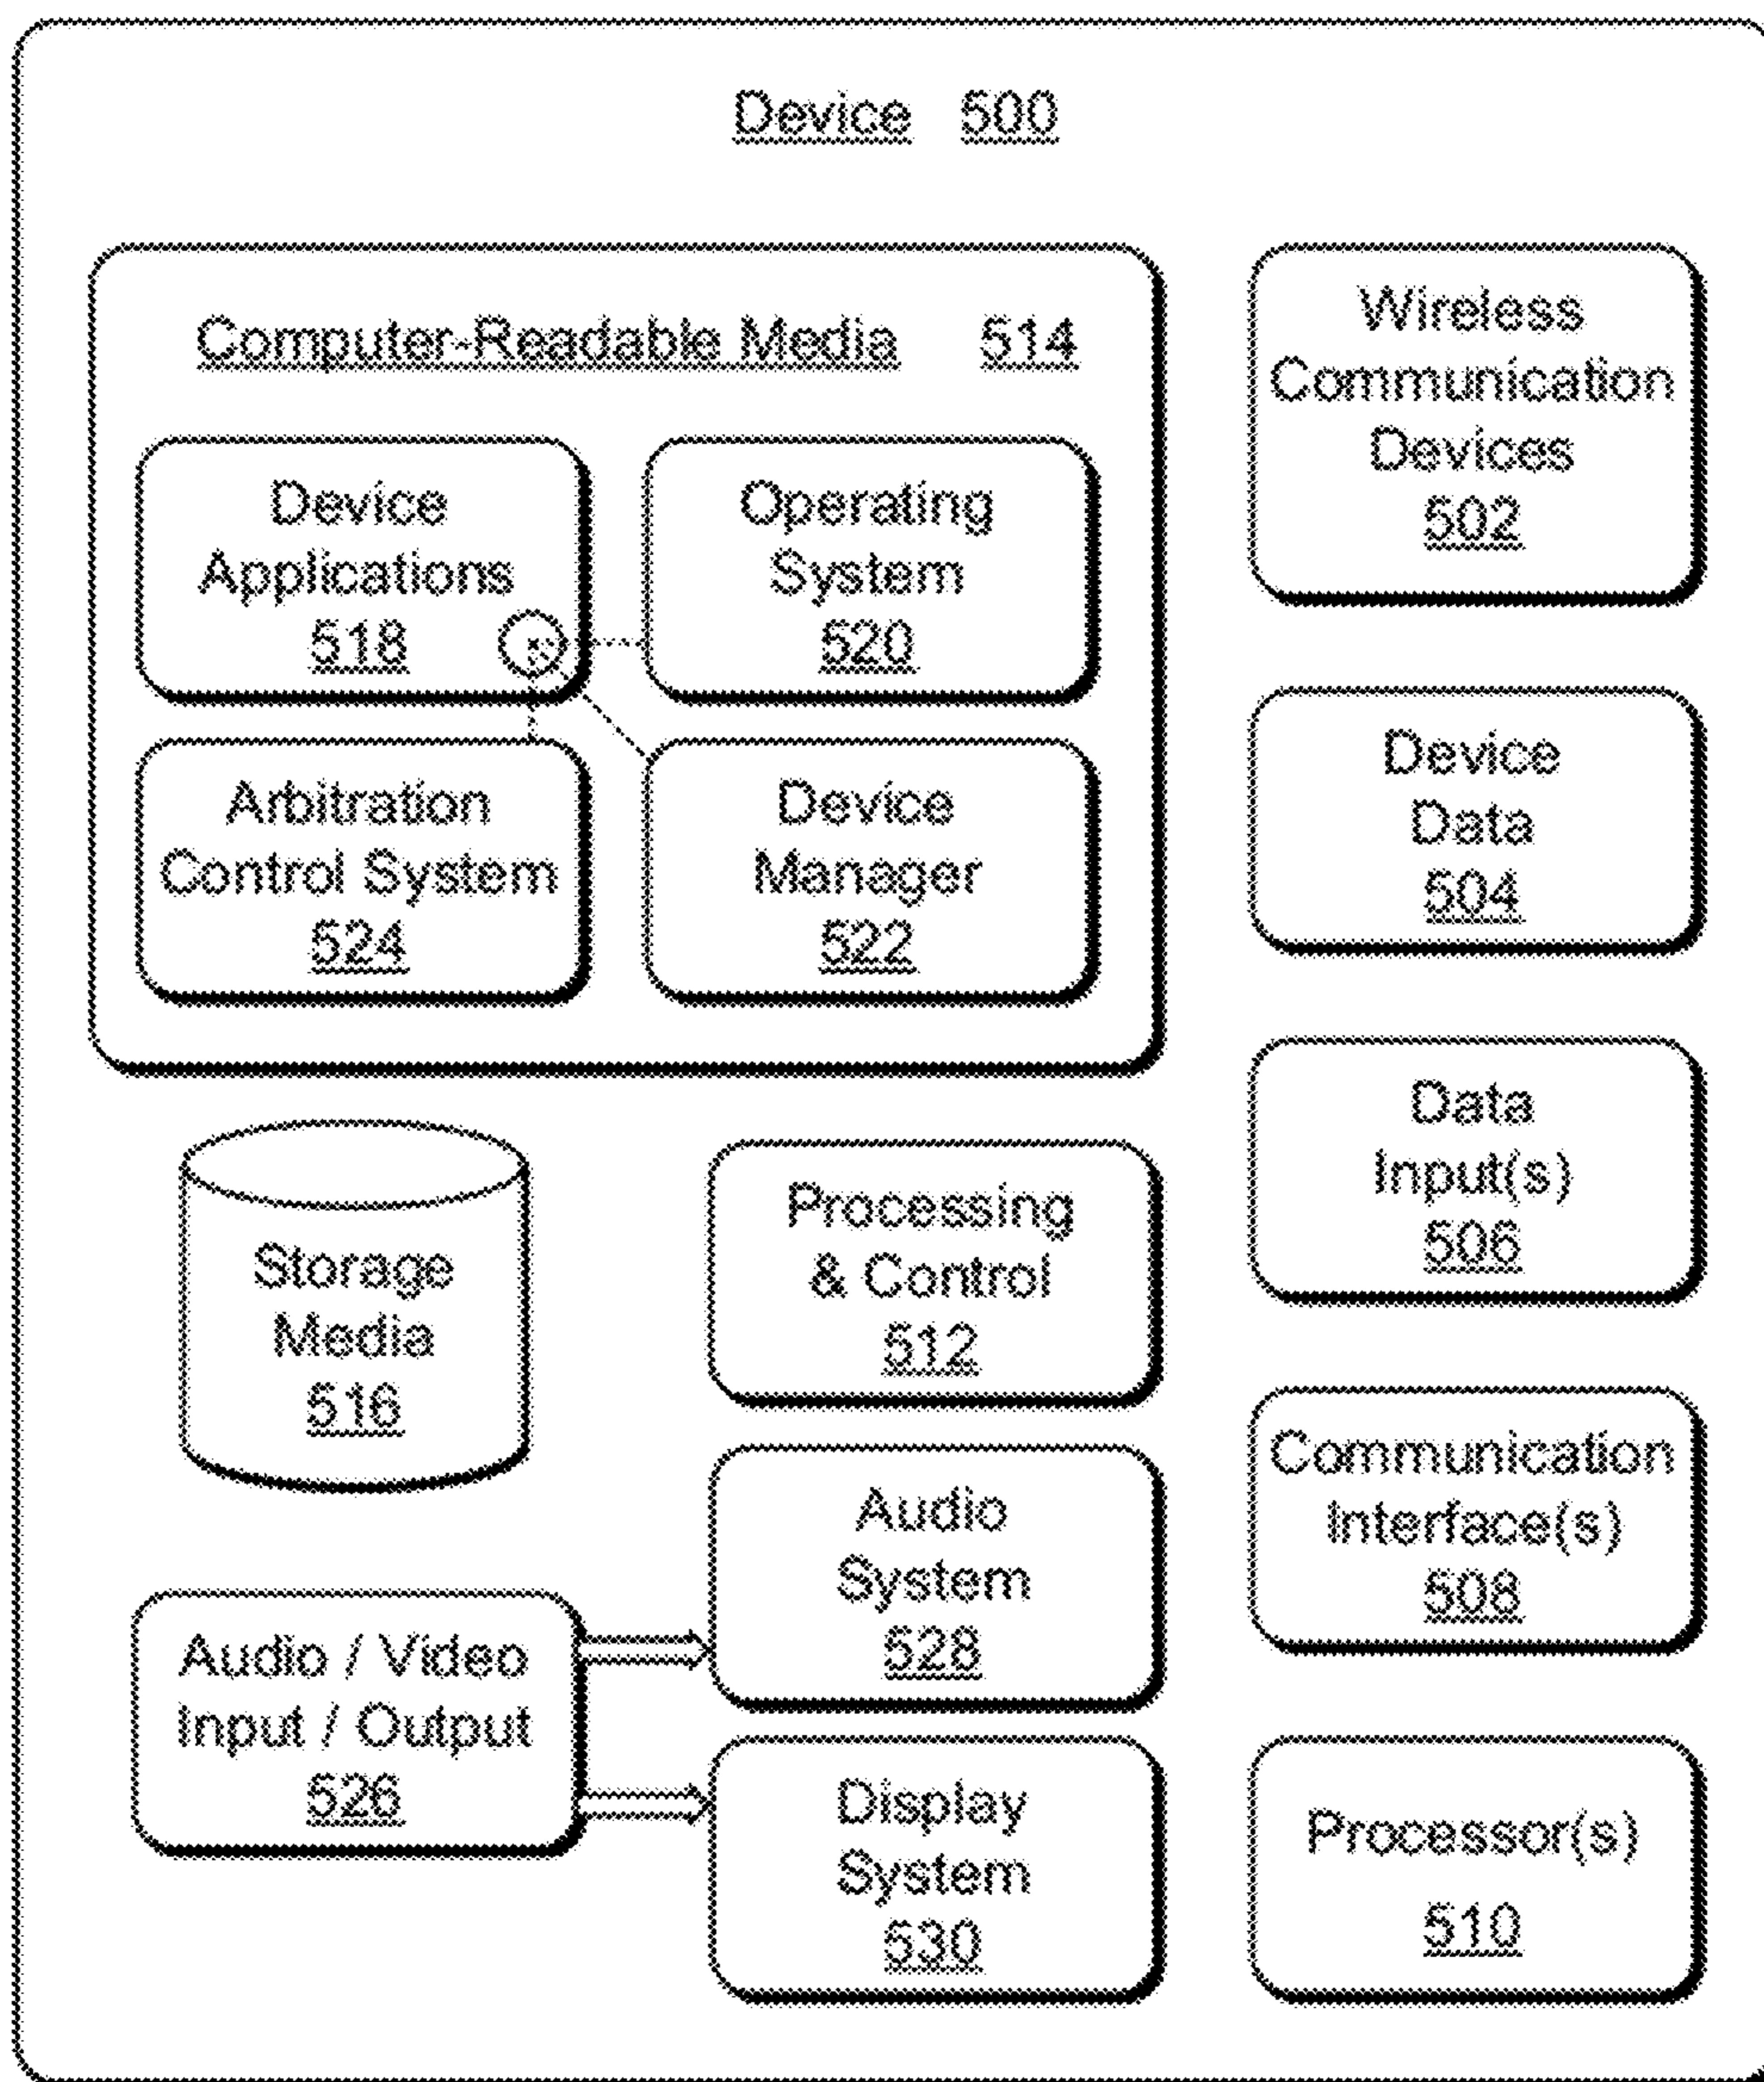 Device 500
Computer-Readable Media 514
Device
Applications
518
Operating
System
520
Arbitration
Control System
524
Device
Manager
522
Wireless
Communication
Devices
502
Device
Data
504
Data
Input(s)
506
Communication
Interface(s)
508
Processor(s)
510
Storage
Media
516
Processing
& Control
512
Audio / Video
Input / Output
526
Audio
System
528
Display
System
530